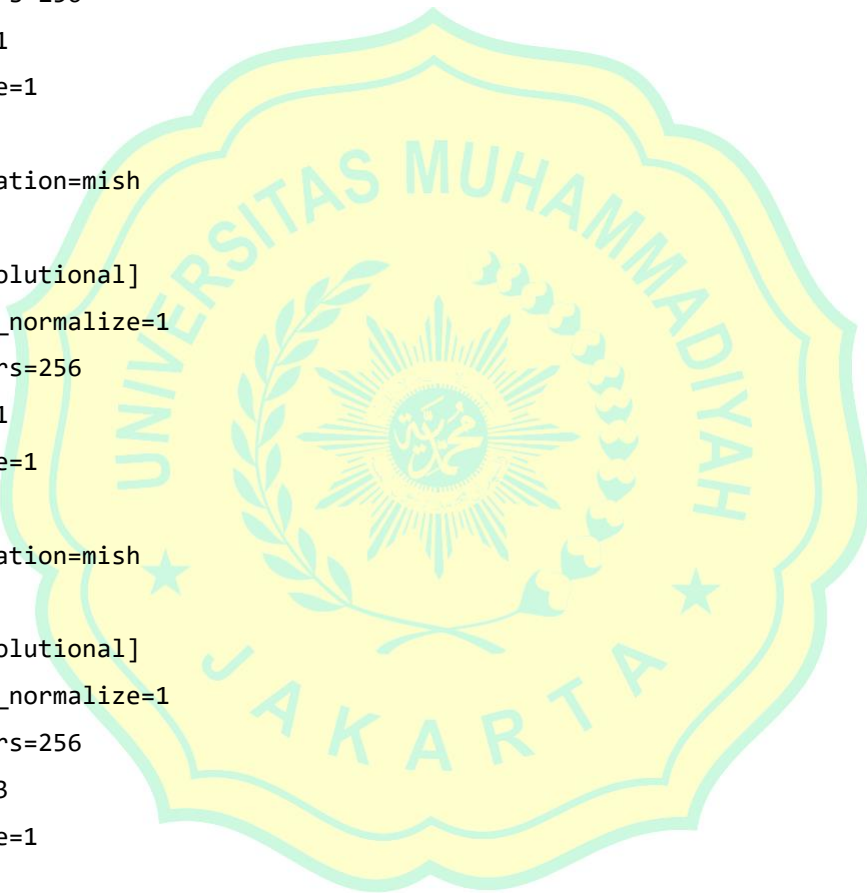 1
e=1
ation=mish
olutional]
_normalize=1
rs=256
1
e=1
ation=mish
olutional]
_normalize=1
rs=256
3
e=1
UNIVERSITAS MUHAMMADIYAH
محمدية
JAKARTA